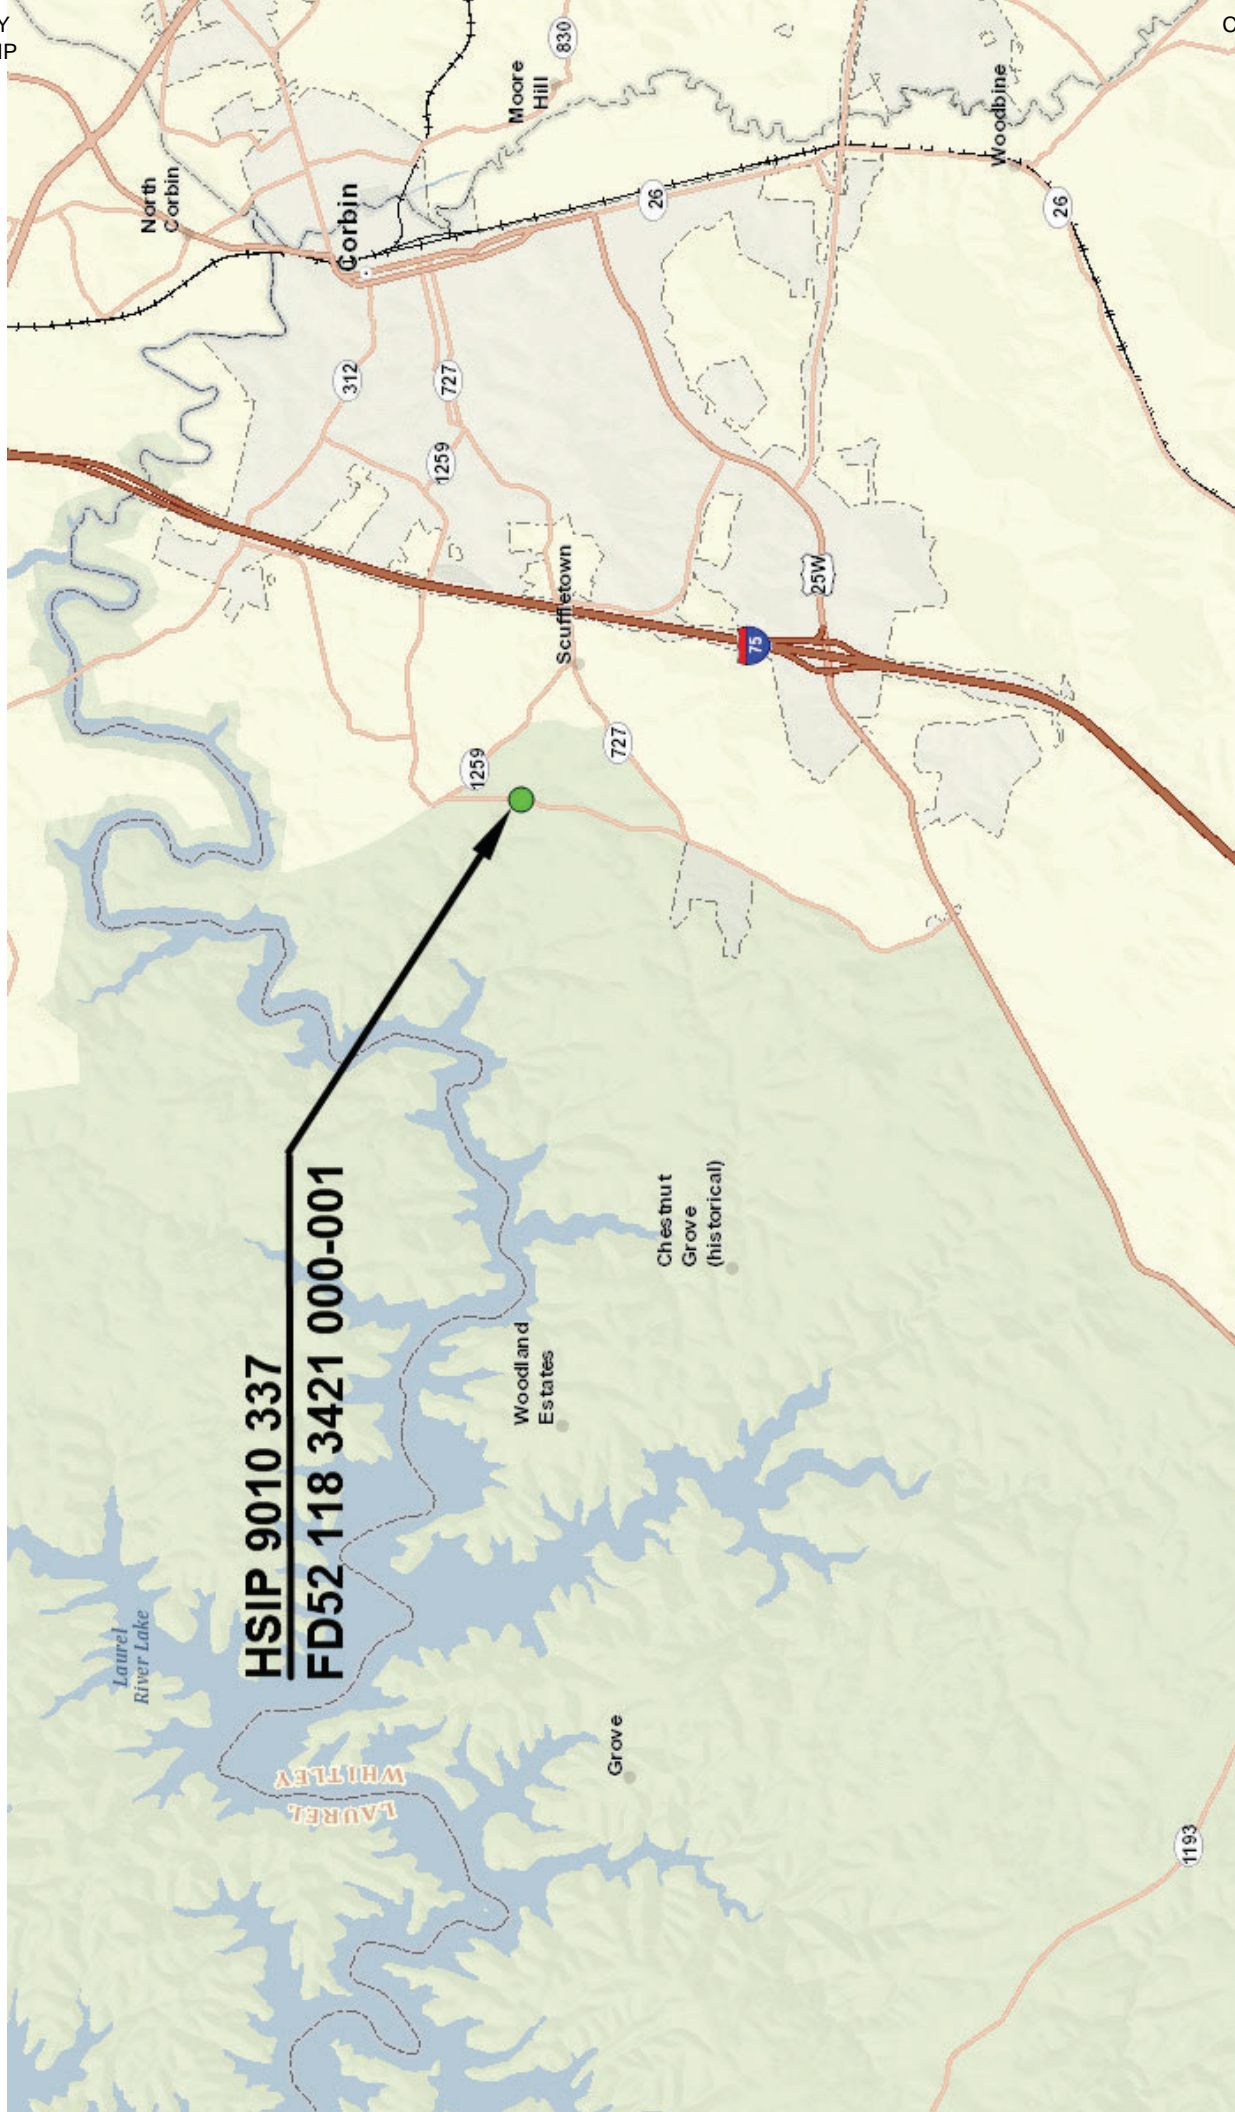 Y
IP
C
Laurel
River Lake
North
Corbin
HSIP 9010 337
FD52 118 3421 000-001
LAUREL
WHITLEY
Corbin
312
727
1259
1259
Moore
Hill
830
Woodland
Estates
Scuffletown
Grove
727
26
Chestnut
Grove
(historical)
75
25W
Woodbine
26
1193